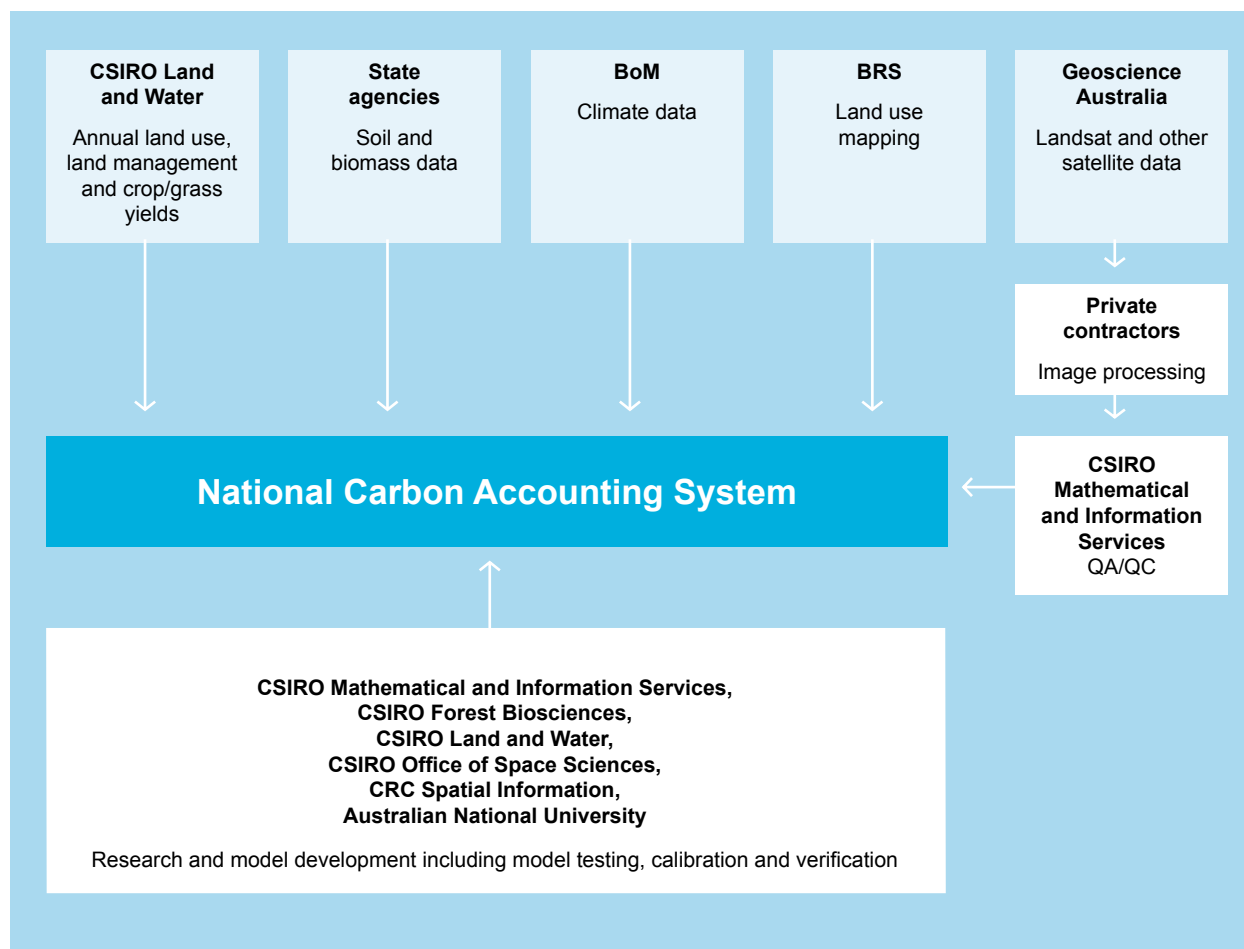 CSIRO Land
and Water
Annual land use,
land management
and crop/grass
yields
State
agencies
Soil and
biomass data
BoM
Climate data
BRS
Land use
mapping
Geoscience
Australia
Landsat and other
satellite data
Private
contractors
Image processing
CSIRO
Mathematical
and Information
Services
QA/QC
National Carbon Accounting System
CSIRO Mathematical and Information Services,
CSIRO Forest Biosciences,
CSIRO Land and Water,
CSIRO Office of Space Sciences,
CRC Spatial Information,
Australian National University
Research and model development including model testing, calibration and verification